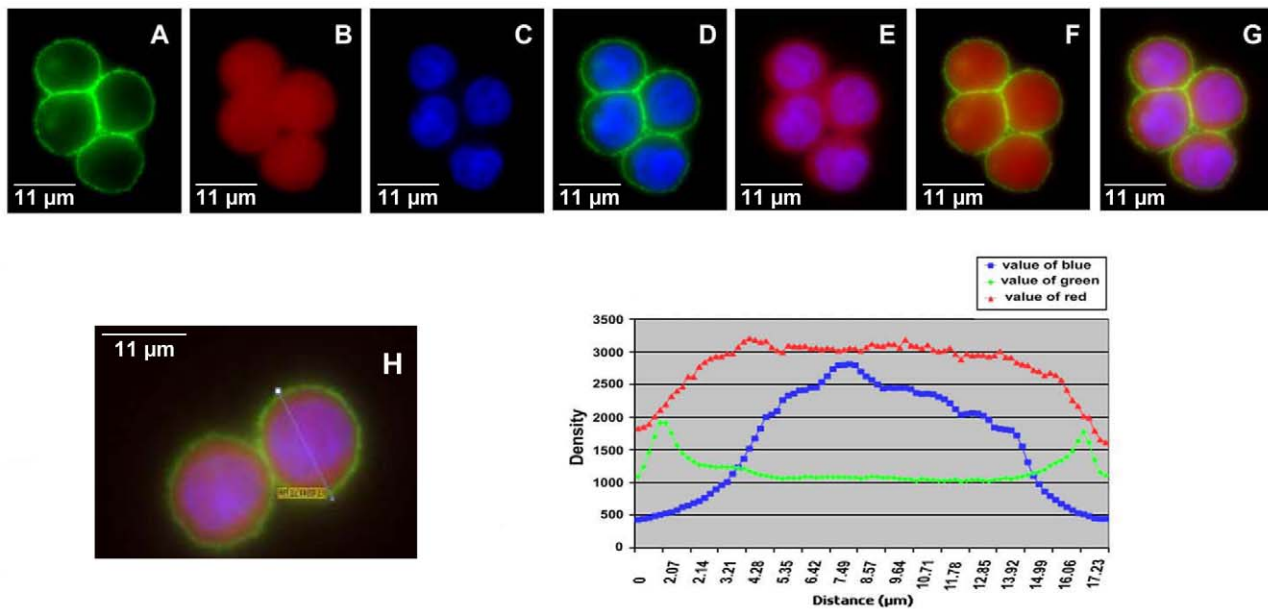 A B C D E F G
11 µm 11 µm 11 µm 11 µm 11 µm 11 µm 11 µm
11 µm
H
value of blue
value of green
value of red
Density
3500
3000
2500
2000
1500
1000
500
0
0 2.07 2.14 3.21 4.28 5.35 6.42 7.49 8.57 9.64 10.71 11.78 12.85 13.92 14.99 16.06 17.23
Distance (µm)